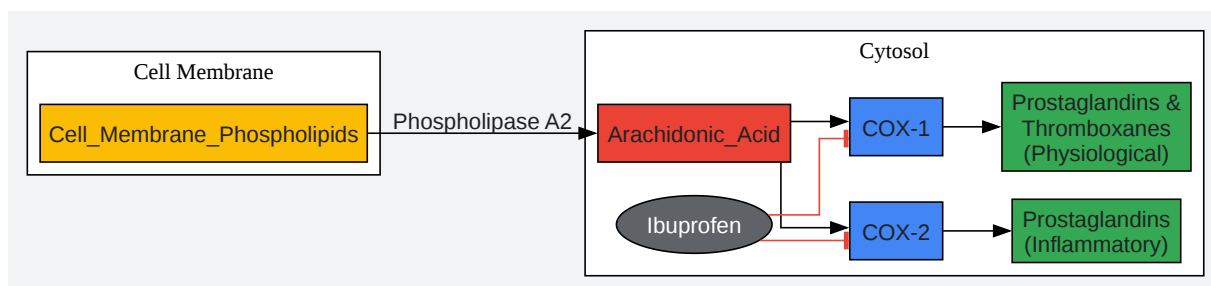 Cell Membrane
Cell_Membrane_Phospholipids
Phospholipase A2
Cytosol
Arachidonic_Acid
Ibuprofen
COX-1
COX-2
Prostaglandins &
Thromboxanes
(Physiological)
Prostaglandins
(Inflammatory)